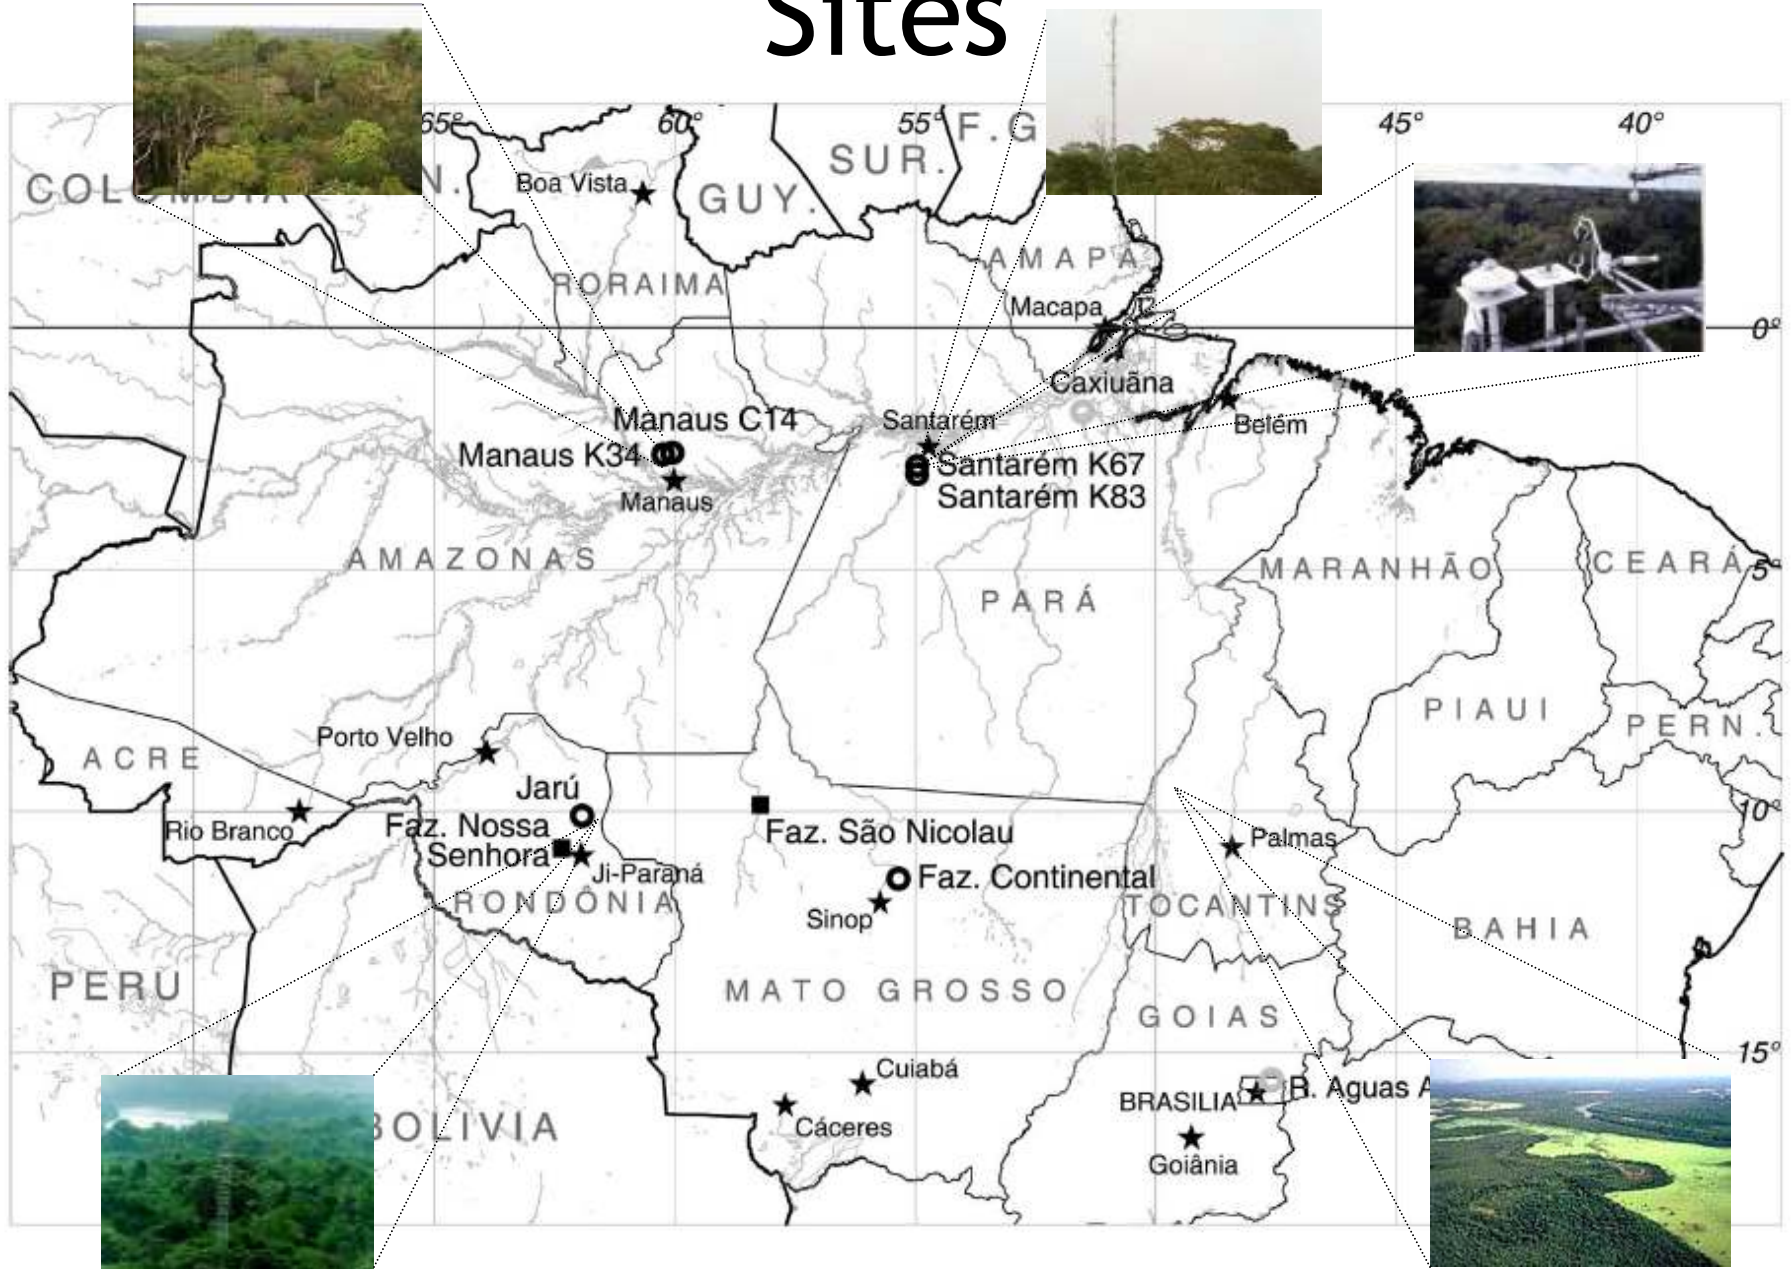 Sites
65°
60°
55°
F.G
45°
40°
SUR.
COLOMBIA
N.
Boa Vista
GUY.
AMAPÁ
RORAIMA
Macapa
0°
Caxiuãna
Manaus C14
Santarém
Belém
Manaus K34
Santarém K67
Manaus
Santarém K83
AMAZONAS
MARANHÃO
CEARÁ
5°
PARÁ
PIAUI
PERN.
Porto Velho
ACRE
Jarú
10°
Rio Branco
Faz. Nossa
Senhora
Faz. São Nicolau
Palmas
Ji-Paraná
Faz. Continental
RONDÔNIA
TOCANTINS
Sinop
BAHIA
PERU
MATO GROSSO
GOIAS
15°
Cuiabá
R. Aguas A
BRASILIA
BOLIVIA
Cáceres
Goiânia